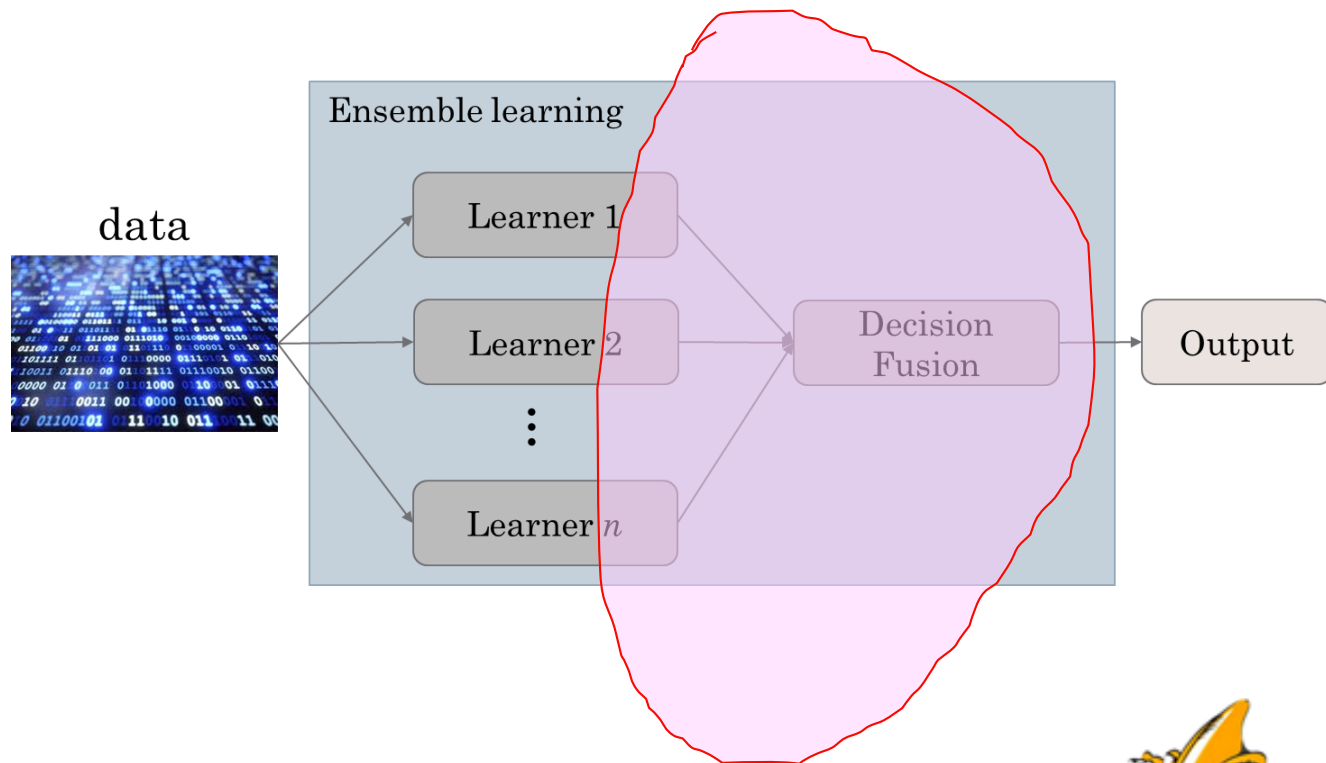 Ensemble learning
data
Learner 1
Learner 2
⋮
Learner n
Decision
Fusion
Output